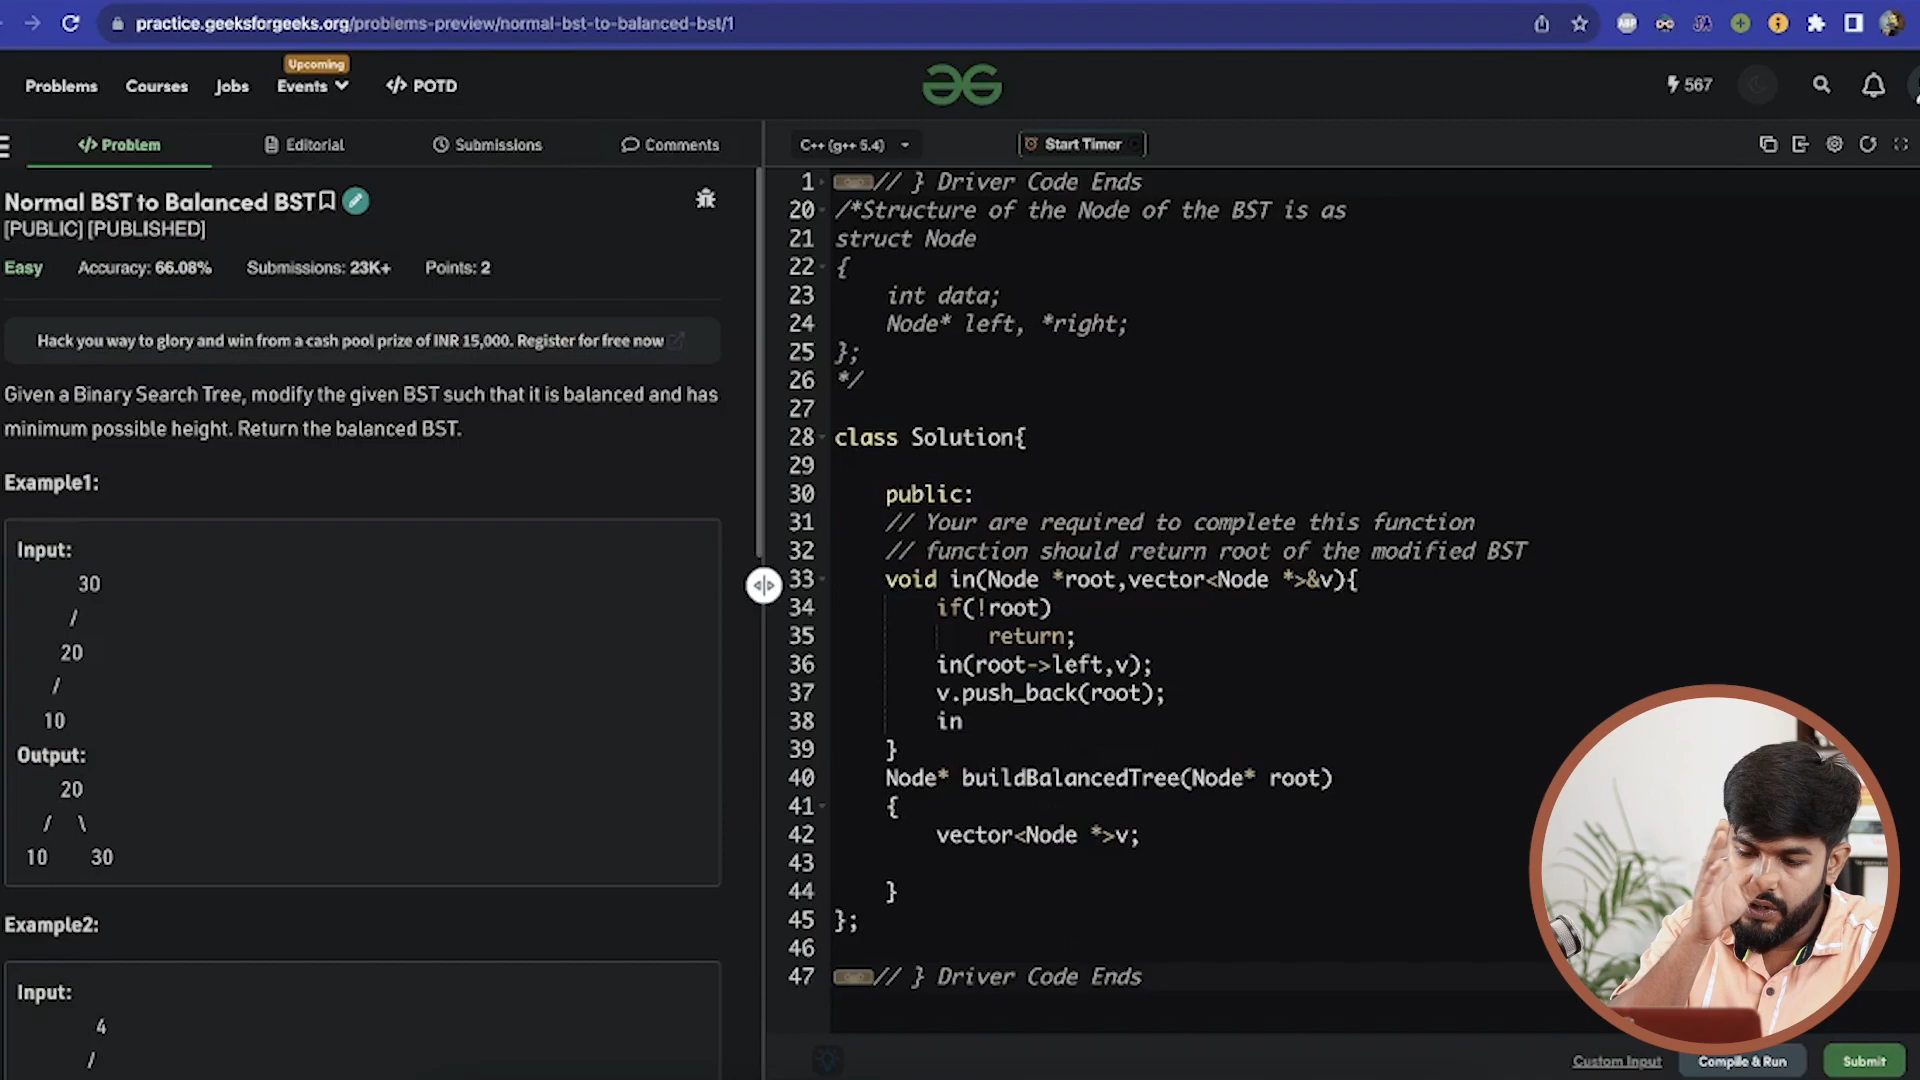 practice.geeksforgeeks.org/problems-preview/normal-bst-to-balanced-bst/1
ABP
Problems
Courses
Jobs
Upcoming
Events
</> POTD
567
</> Problem
Editorial
Submissions
Comments
C++ (g++ 5.4)
Start Timer
Normal BST to Balanced BST
[PUBLIC] [PUBLISHED]
Easy Accuracy: 66.08% Submissions: 23K+ Points: 2
Hack you way to glory and win from a cash pool prize of INR 15,000. Register for free now
Given a Binary Search Tree, modify the given BST such that it is balanced and has
minimum possible height. Return the balanced BST.
Example1:
Input:
30
/
20
/
10
Output:
20
/ \
10 30
Example2:
Input:
4
/
1 // } Driver Code Ends
20 /*Structure of the Node of the BST is as
21 struct Node
22 {
23 int data;
24 Node* left, *right;
25 };
26 */
27
28 class Solution{
29
30 public:
31 // Your are required to complete this function
32 // function should return root of the modified BST
33 void in(Node *root,vector<Node *>&v){
34 if(!root)
35 return;
36 in(root->left,v);
37 v.push_back(root);
38 in
39 }
40 Node* buildBalancedTree(Node* root)
41 {
42 vector<Node *>v;
43
44 }
45 };
46
47 // } Driver Code Ends
Custom Input
Compile & Run
Submit